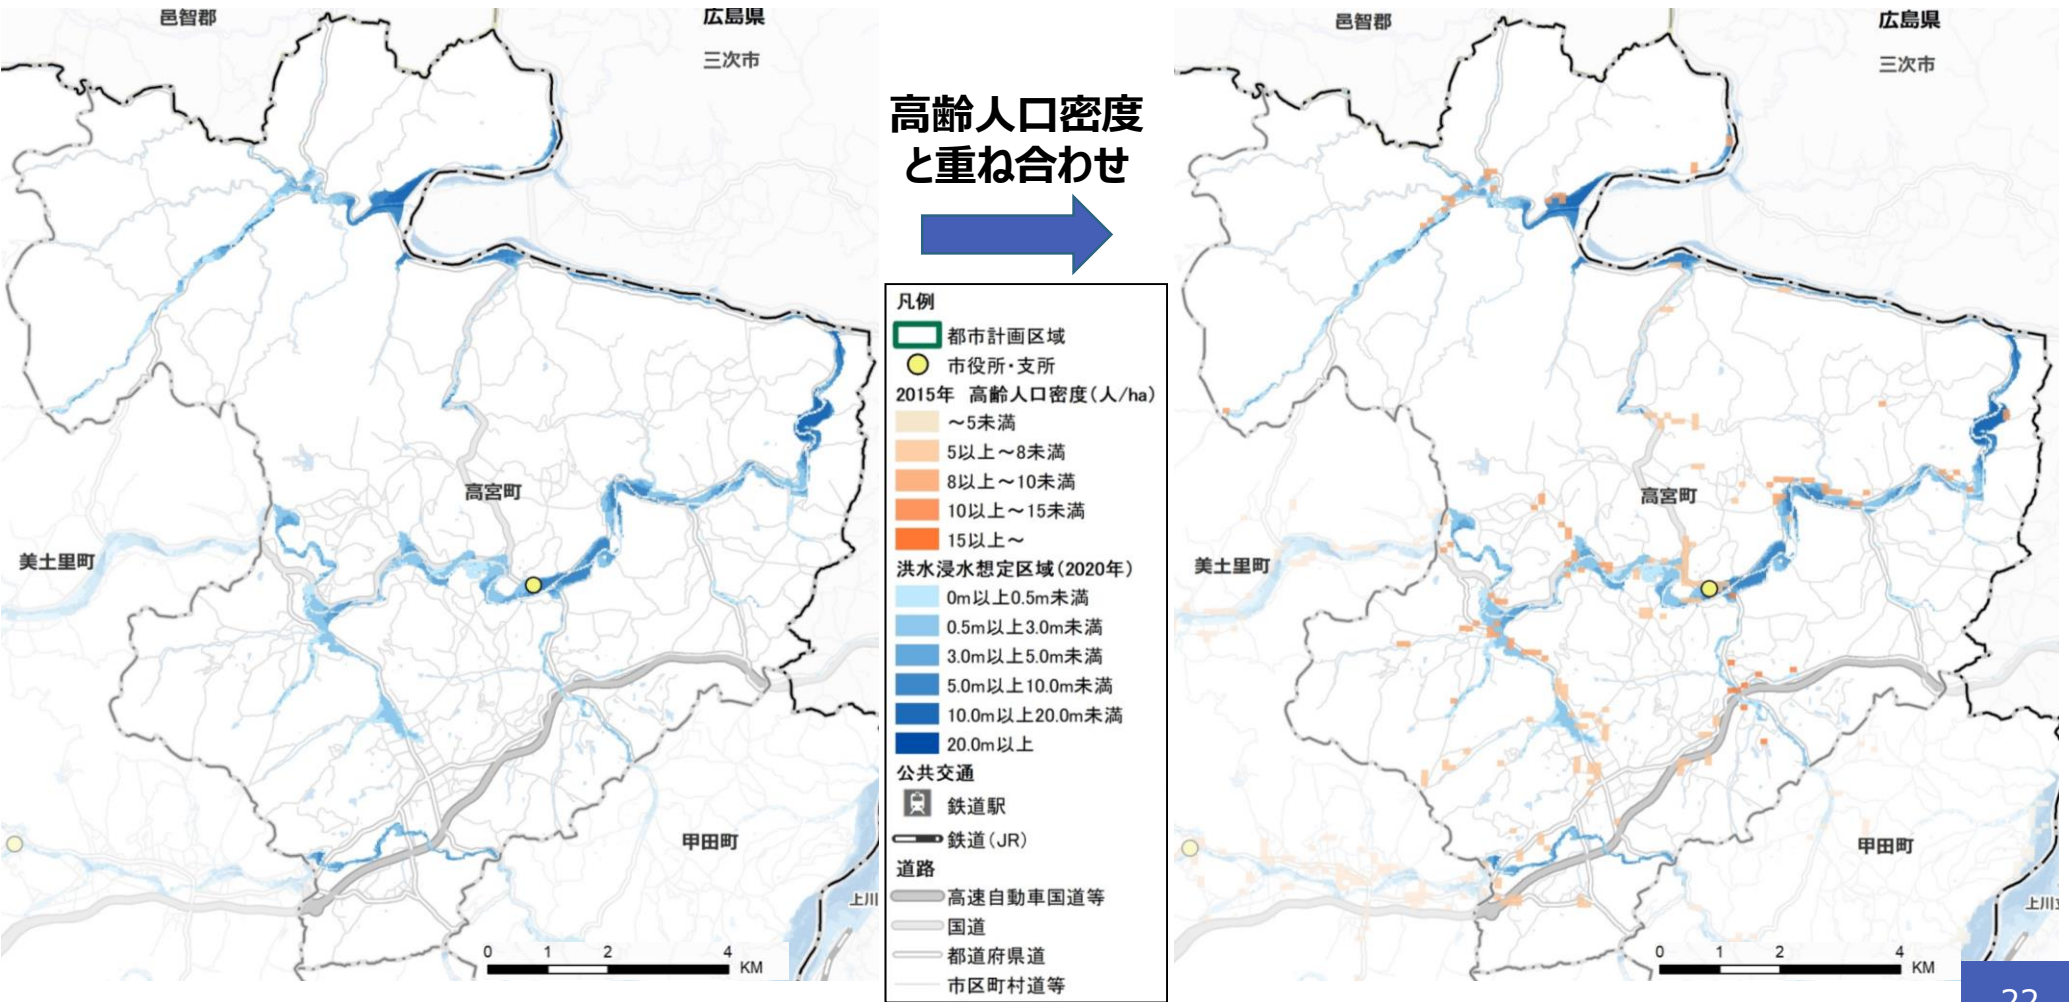 邑智郡
広島県
三次市
高宮町
美土里町
甲田町
上川
0 1 2 4
KM
高齢人口密度
と重ね合わせ
凡例
都市計画区域
市役所・支所
2015年 高齢人口密度(人/ha)
～5未満
5以上～8未満
8以上～10未満
10以上～15未満
15以上～
洪水浸水想定区域(2020年)
0m以上0.5m未満
0.5m以上3.0m未満
3.0m以上5.0m未満
5.0m以上10.0m未満
10.0m以上20.0m未満
20.0m以上
公共交通
鉄道駅
鉄道(JR)
道路
高速自動車国道等
国道
都道府県道
市区町村道等
邑智郡
広島県
三次市
高宮町
美土里町
甲田町
上川
0 1 2 4
KM
22